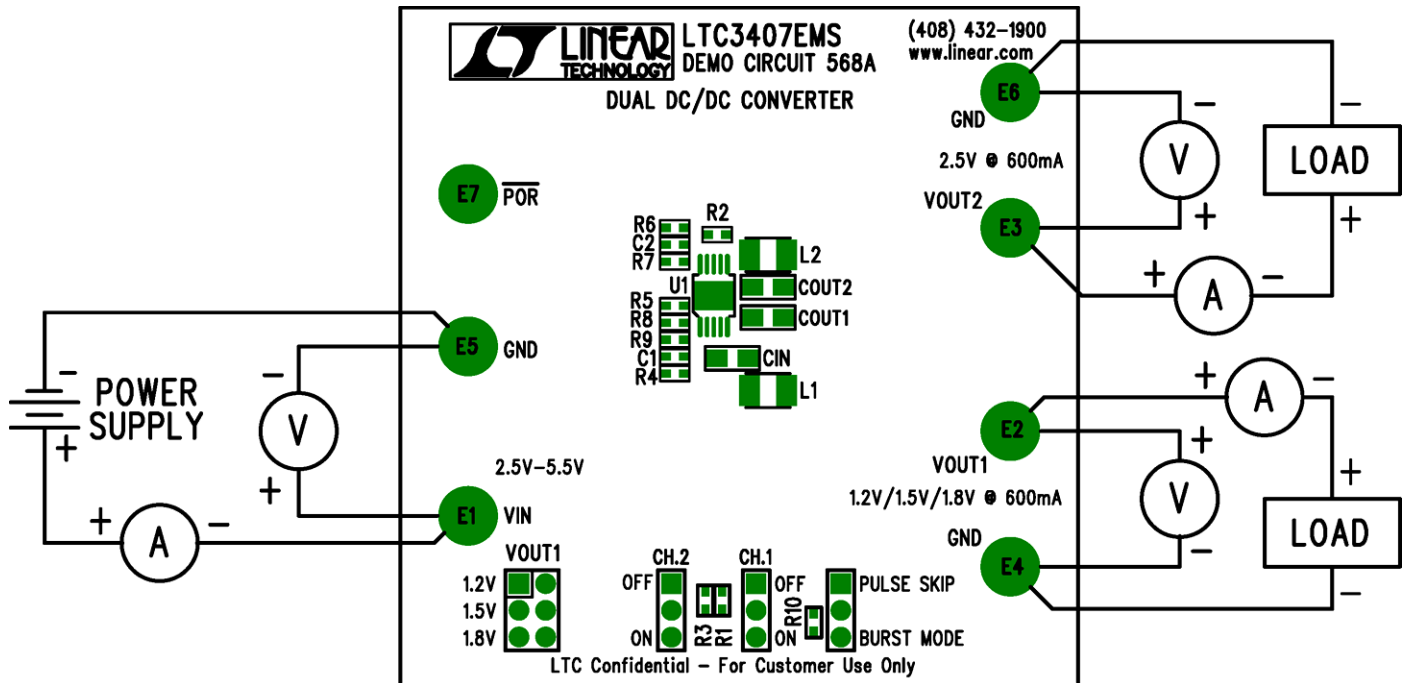 LINEAR
TECHNOLOGY
LTC3407EMS
DEMO CIRCUIT 568A
DUAL DC/DC CONVERTER
(408) 432-1900
www.linear.com
E6
GND
2.5V @ 600mA
VOUT2
E3
-
V
+
-
LOAD
+
+
A
-
E7
POR
R6
C2
R7
R2
L2
U1
COUT2
COUT1
R5
R8
R9
C1
R4
CIN
L1
E5
GND
-
POWER
SUPPLY
+
-
V
+
2.5V-5.5V
E1
VIN
+
A
-
E2
VOUT1
1.2V/1.5V/1.8V @ 600mA
GND
E4
+
A
-
+
V
-
+
LOAD
-
VOUT1
1.2V
1.5V
1.8V
CH.2
OFF
ON
R3
R1
CH.1
OFF
ON
R10
PULSE SKIP
BURST MODE
LTC Confidential - For Customer Use Only